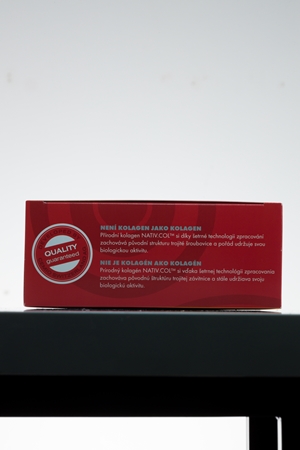 QUALITY
guaranteed
NENÍ KOLAGEN JAKO KOLAGEN
Přírodní kolagen NATIV.COL™ si díky šetrné technologii zpracování
zachovává původní strukturu trojité šroubovice a pořád udržuje svou
biologickou aktivitu.
NIE JE KOLAGÉN AKO KOLAGÉN
Prírodný kolagén NATIV.COL™ si vďaka šetrnej technológii spracovania
zachováva pôvodnú štruktúru trojitej závitnice a stále udržiava svoju
biologickú aktivitu.